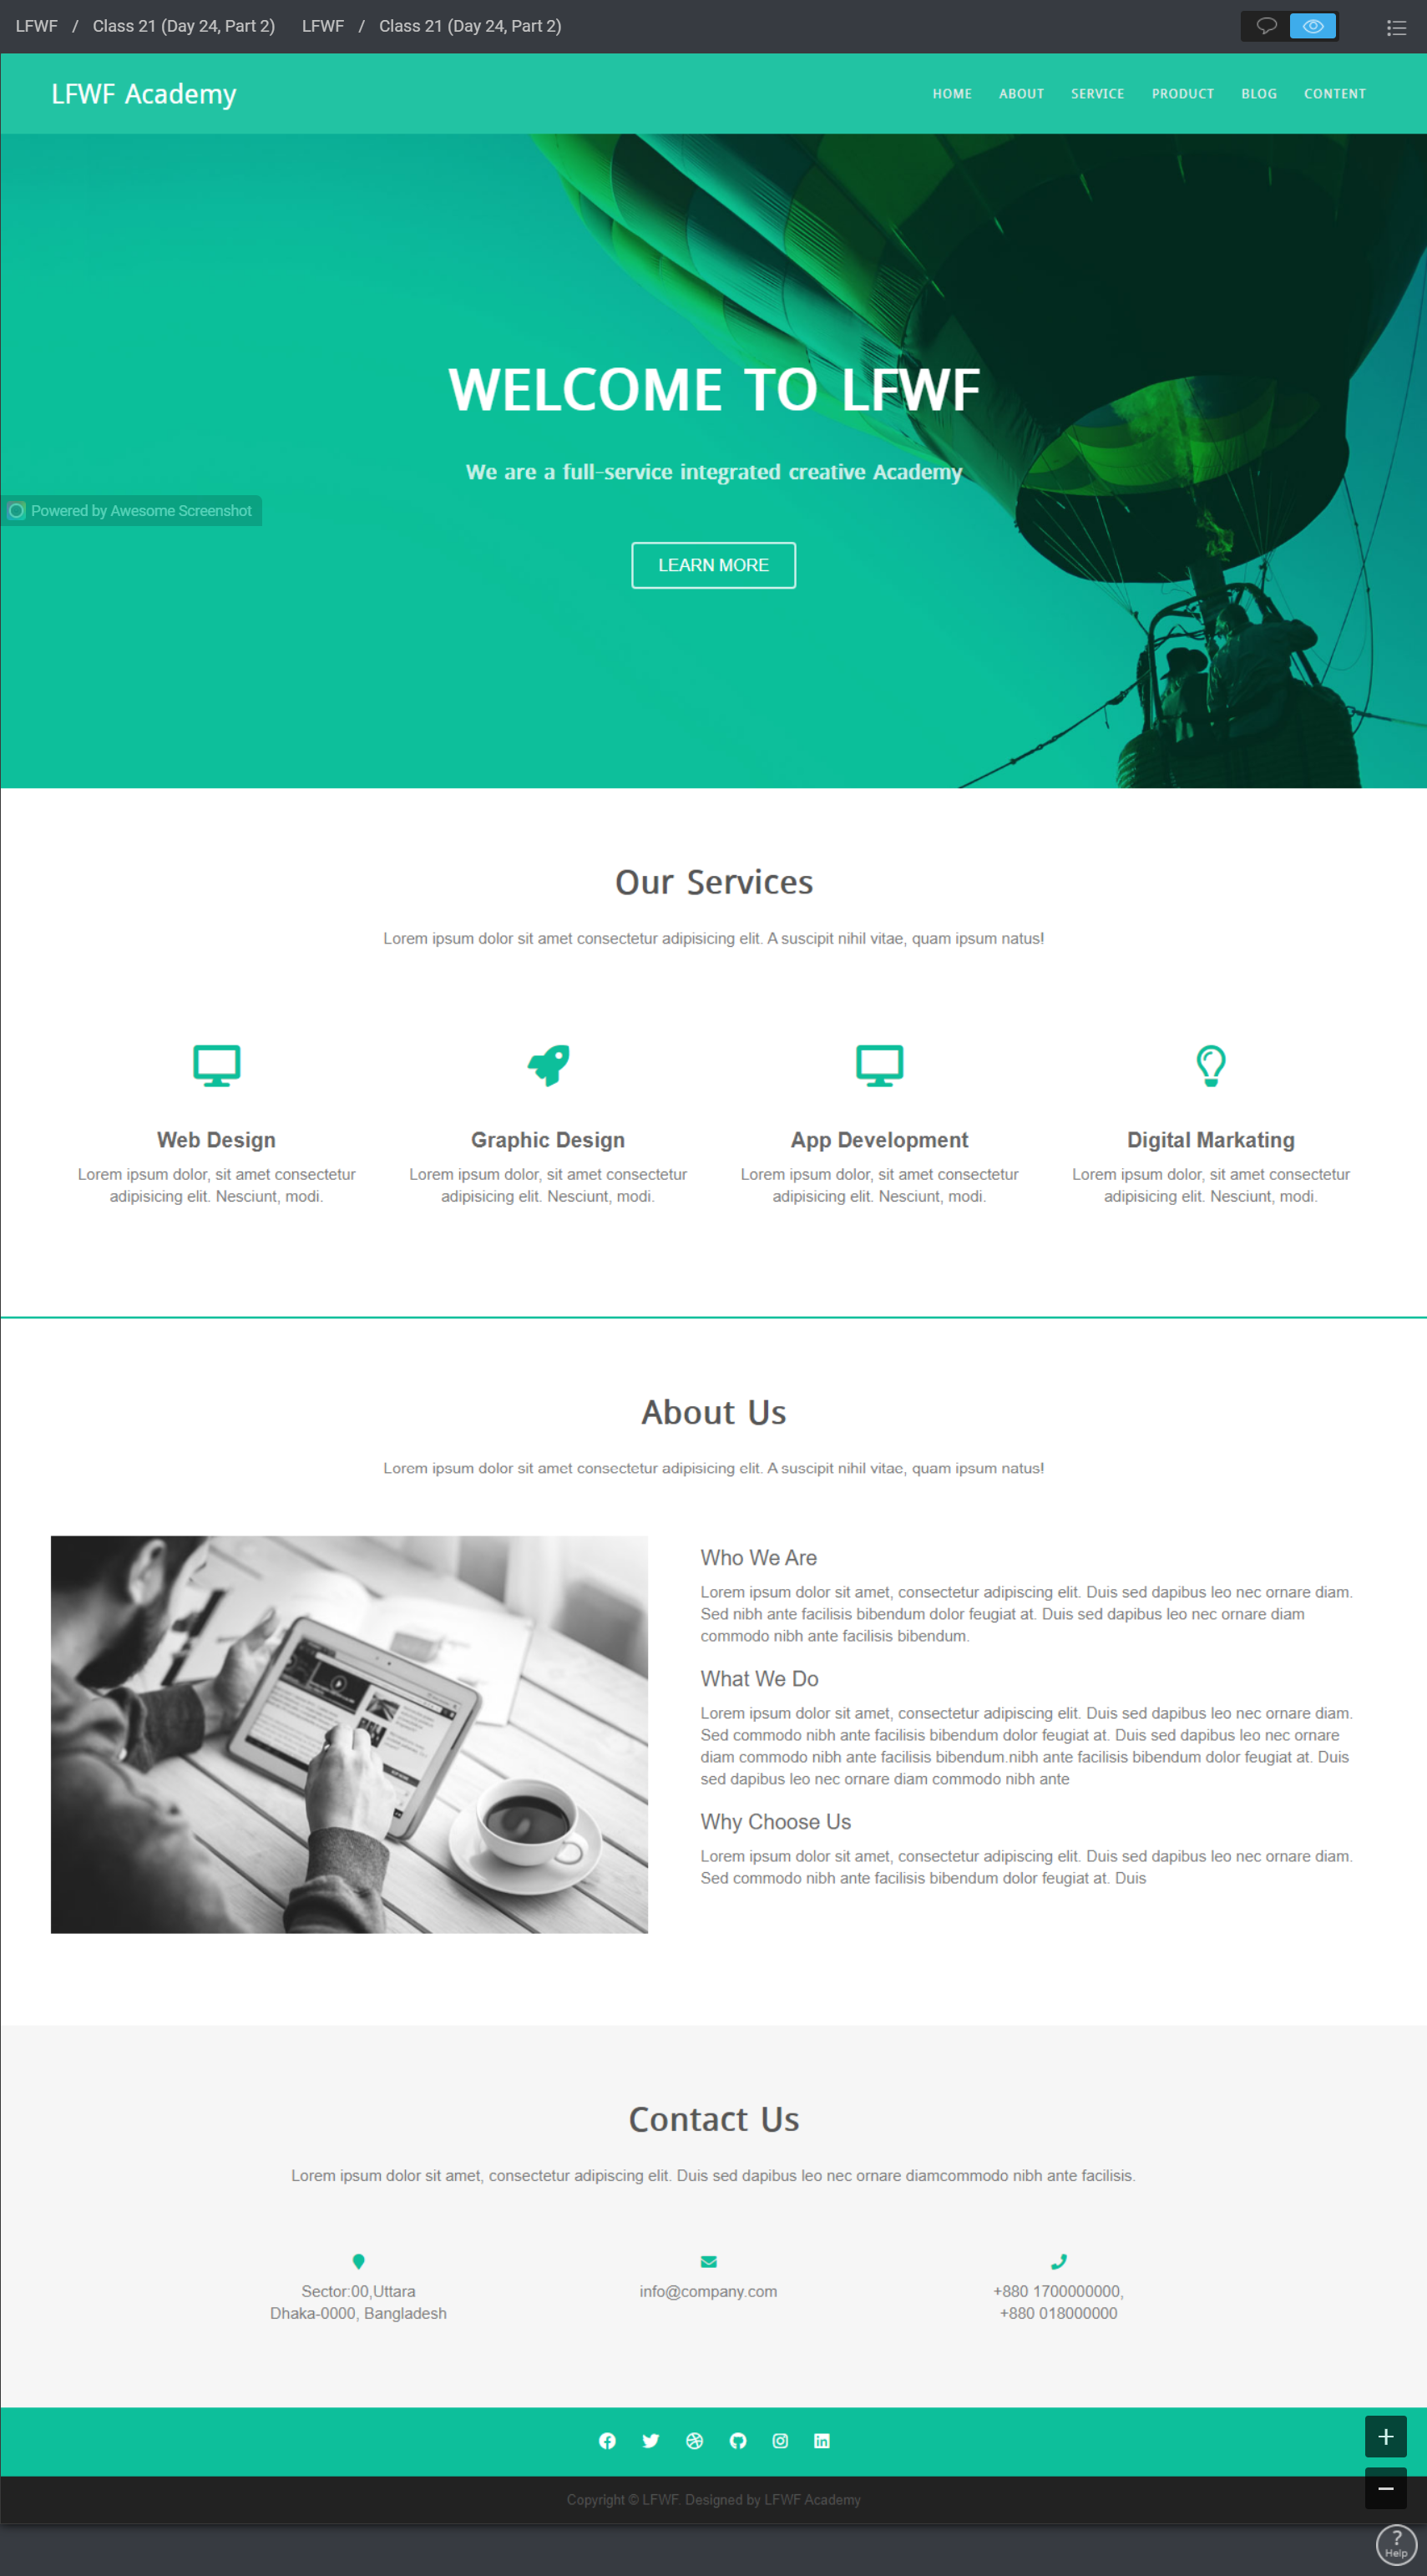 LFWF / Class 21 (Day 24, Part 2) LFWF / Class 21 (Day 24, Part 2)
LFWF Academy
HOME ABOUT SERVICE PRODUCT BLOG CONTENT
WELCOME TO LFWF
We are a full-service integrated creative Academy
Powered by Awesome Screenshot
LEARN MORE
Our Services
Lorem ipsum dolor sit amet consectetur adipisicing elit. A suscipit nihil vitae, quam ipsum natus!
Web Design
Lorem ipsum dolor, sit amet consectetur
adipisicing elit. Nesciunt, modi.
Graphic Design
Lorem ipsum dolor, sit amet consectetur
adipisicing elit. Nesciunt, modi.
App Development
Lorem ipsum dolor, sit amet consectetur
adipisicing elit. Nesciunt, modi.
Digital Markating
Lorem ipsum dolor, sit amet consectetur
adipisicing elit. Nesciunt, modi.
About Us
Lorem ipsum dolor sit amet consectetur adipisicing elit. A suscipit nihil vitae, quam ipsum natus!
Who We Are
Lorem ipsum dolor sit amet, consectetur adipiscing elit. Duis sed dapibus leo nec ornare diam.
Sed nibh ante facilisis bibendum dolor feugiat at. Duis sed dapibus leo nec ornare diam
commodo nibh ante facilisis bibendum.
What We Do
Lorem ipsum dolor sit amet, consectetur adipiscing elit. Duis sed dapibus leo nec ornare diam.
Sed commodo nibh ante facilisis bibendum dolor feugiat at. Duis sed dapibus leo nec ornare
diam commodo nibh ante facilisis bibendum.nibh ante facilisis bibendum dolor feugiat at. Duis
sed dapibus leo nec ornare diam commodo nibh ante
Why Choose Us
Lorem ipsum dolor sit amet, consectetur adipiscing elit. Duis sed dapibus leo nec ornare diam.
Sed commodo nibh ante facilisis bibendum dolor feugiat at. Duis
Contact Us
Lorem ipsum dolor sit amet, consectetur adipiscing elit. Duis sed dapibus leo nec ornare diamcommodo nibh ante facilisis.
Sector:00,Uttara
Dhaka-0000, Bangladesh
info@company.com
+880 1700000000,
+880 018000000
Copyright © LFWF. Designed by LFWF Academy
?
Help